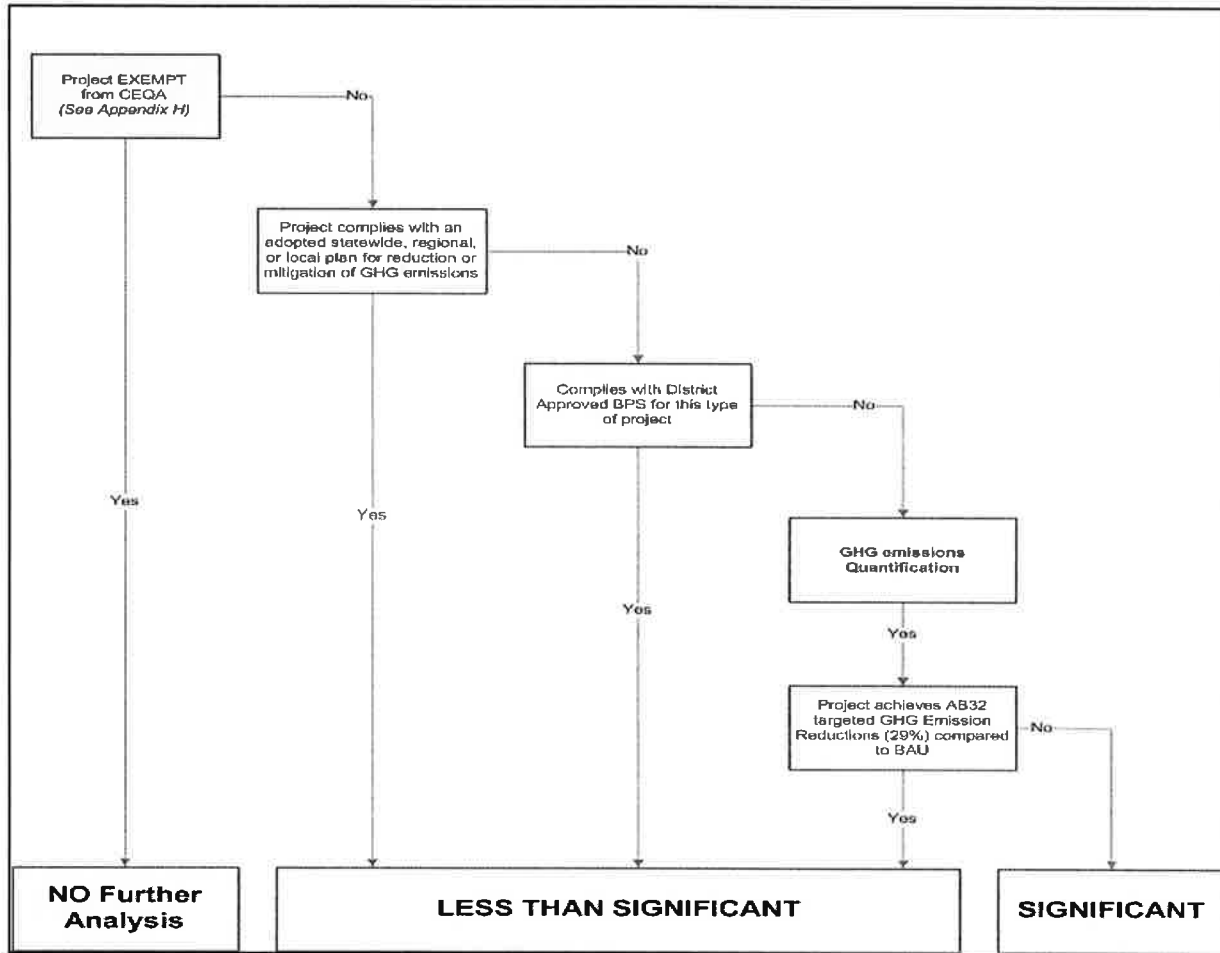 Project EXEMPT
from CEQA
(See Appendix H)
No
Project complies with an
adopted statewide, regional,
or local plan for reduction or
mitigation of GHG emissions
No
Complies with District
Approved BPS for this type
of project
No
Yes
Yes
GHG emissions
Quantification
Yes
Yes
Project achieves AB32
targeted GHG Emission
Reductions (29%) compared
to BAU
No
Yes
NO Further
Analysis
LESS THAN SIGNIFICANT
SIGNIFICANT